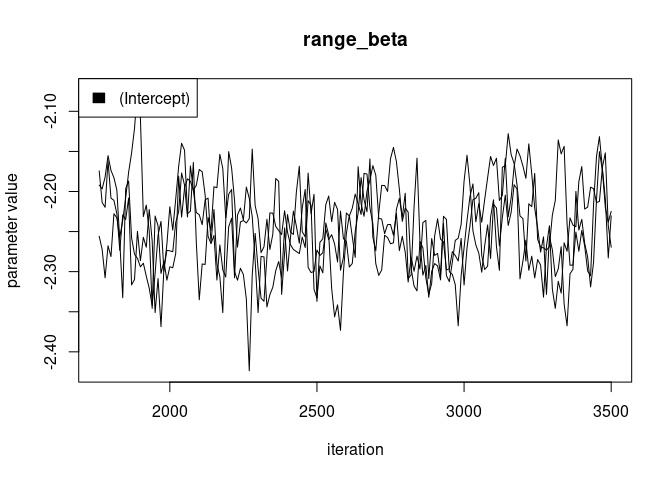 range_beta
(Intercept)
parameter value
-2.10
-2.20
-2.30
-2.40
2000
2500
3000
3500
iteration